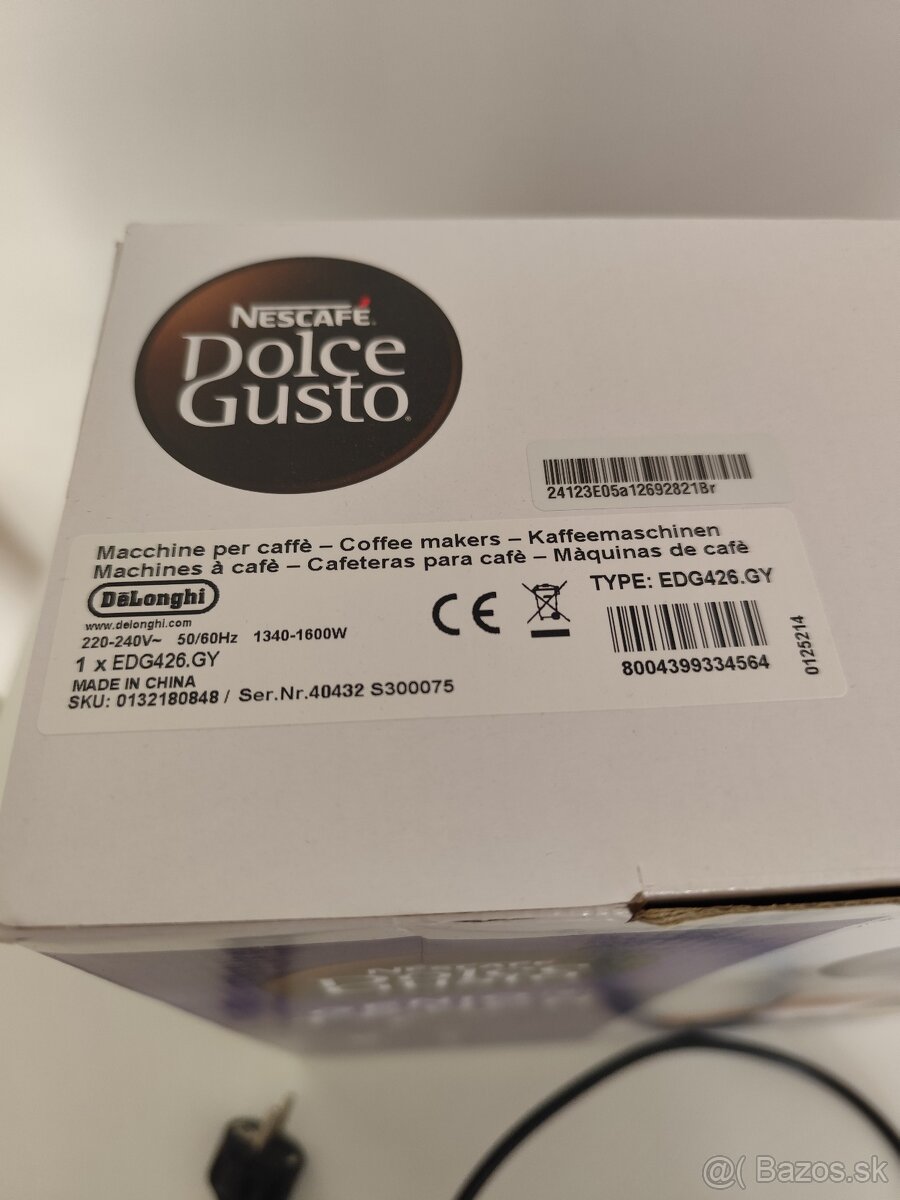 NESCAFÉ.
Dolce
Gusto®
24123E05a12692821Br
Macchine per caffè – Coffee makers – Kaffeemaschinen
Machines à cafè – Cafeteras para cafè – Màquinas de cafè
DēLonghi
www.delonghi.com
220-240V~ 50/60Hz 1340-1600W
1 x EDG426.GY
MADE IN CHINA
SKU: 0132180848 / Ser.Nr.40432 S300075
TYPE: EDG426.GY
8004399334564
0125214
@( Bazos.sk